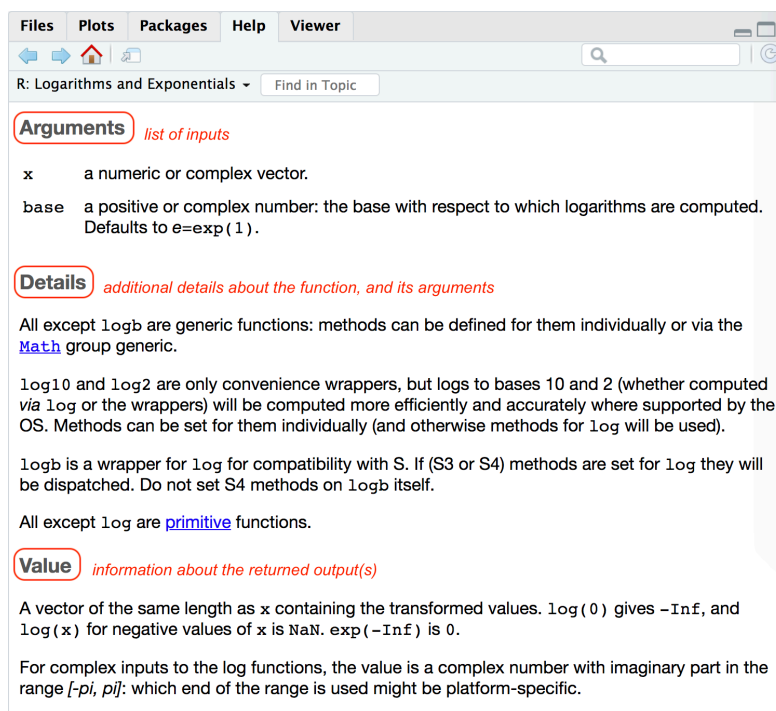 Files Plots Packages Help Viewer
R: Logarithms and Exponentials Find in Topic
Arguments list of inputs
x a numeric or complex vector.
base a positive or complex number: the base with respect to which logarithms are computed.
Defaults to e=exp(1).
Details additional details about the function, and its arguments
All except logb are generic functions: methods can be defined for them individually or via the
Math group generic.
log10 and log2 are only convenience wrappers, but logs to bases 10 and 2 (whether computed
via log or the wrappers) will be computed more efficiently and accurately where supported by the
OS. Methods can be set for them individually (and otherwise methods for log will be used).
logb is a wrapper for log for compatibility with S. If (S3 or S4) methods are set for log they will
be dispatched. Do not set S4 methods on logb itself.
All except log are primitive functions.
Value information about the returned output(s)
A vector of the same length as x containing the transformed values. log(0) gives -Inf, and
log(x) for negative values of x is NaN. exp(-Inf) is 0.
For complex inputs to the log functions, the value is a complex number with imaginary part in the
range [-pi, pi]: which end of the range is used might be platform-specific.